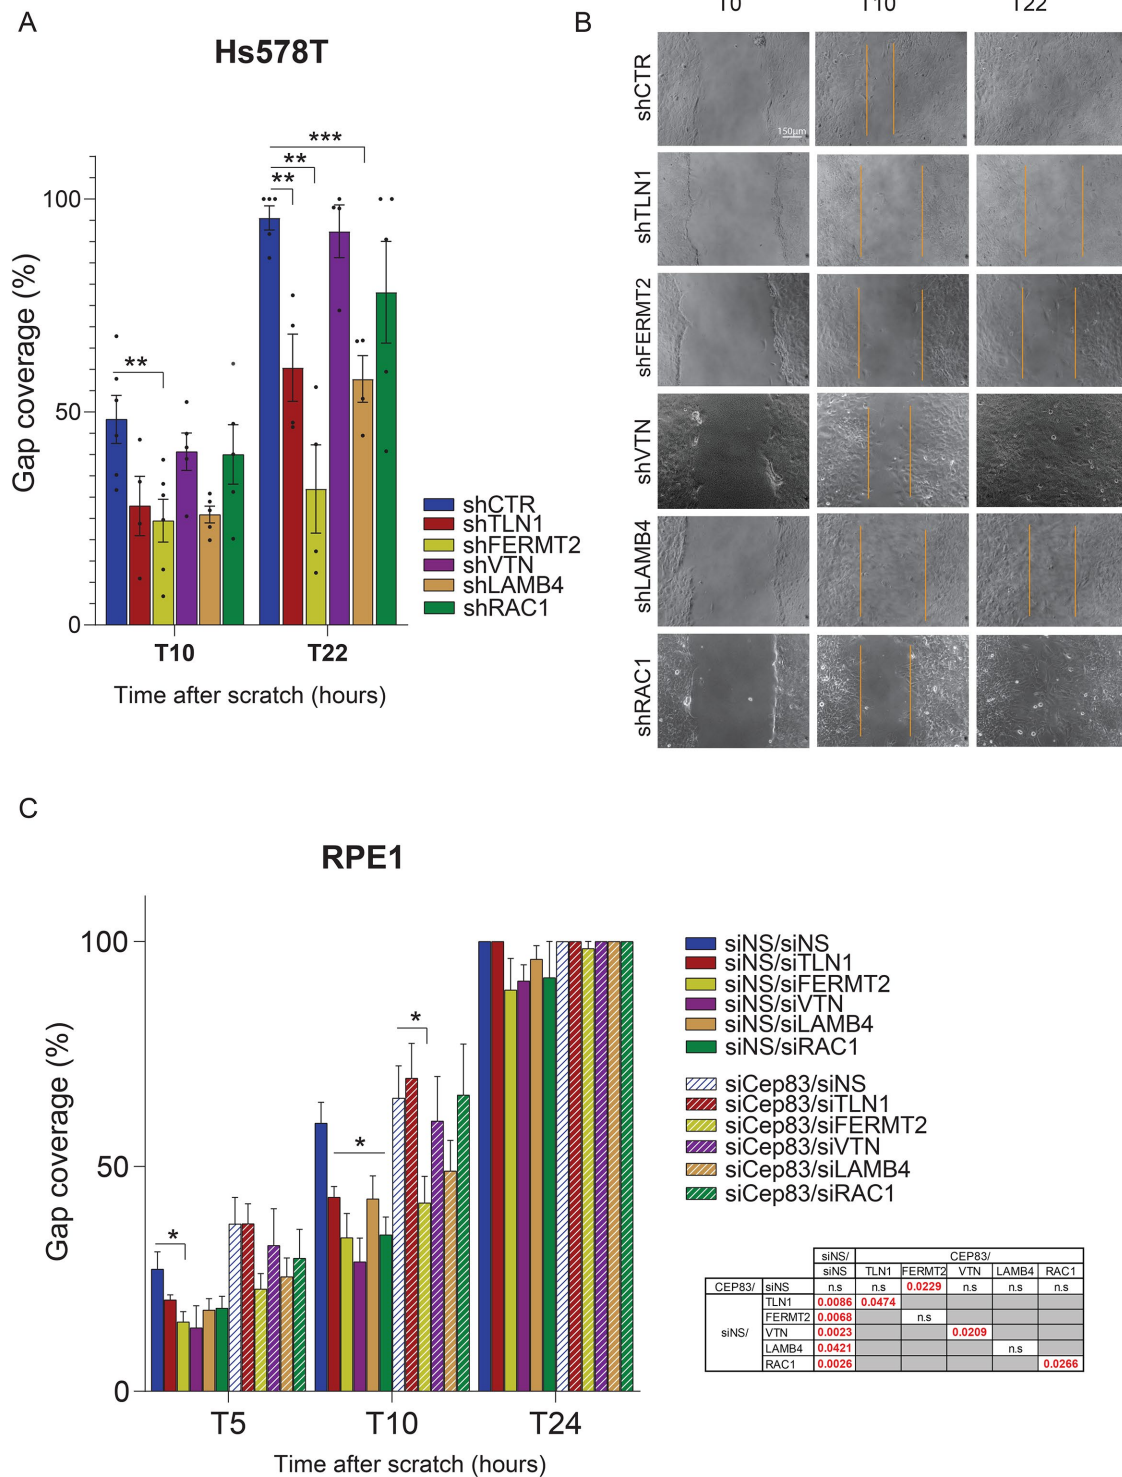 A
B
Hs578T
T0 T10 T22
shCTR
150µm
shTLN1
shFERMT2
shVTN
shLAMB4
shRAC1
Gap coverage (%)
100
50
0
***
**
**
**
T10 T22
Time after scratch (hours)
shCTR
shTLN1
shFERMT2
shVTN
shLAMB4
shRAC1
C
RPE1
Gap coverage (%)
100
50
0
*
*
*
T5 T10 T24
Time after scratch (hours)
siNS/siNS
siNS/siTLN1
siNS/siFERMT2
siNS/siVTN
siNS/siLAMB4
siNS/siRAC1
siCep83/siNS
siCep83/siTLN1
siCep83/siFERMT2
siCep83/siVTN
siCep83/siLAMB4
siCep83/siRAC1
siNS/ CEP83/
siNS TLN1 FERMT2 VTN LAMB4 RAC1
CEP83/ siNS n.s n.s 0.0229 n.s n.s n.s
TLN1 0.0086 0.0474
FERMT2 0.0068 n.s
siNS/ VTN 0.0023 0.0209
LAMB4 0.0421 n.s
RAC1 0.0026 0.0266